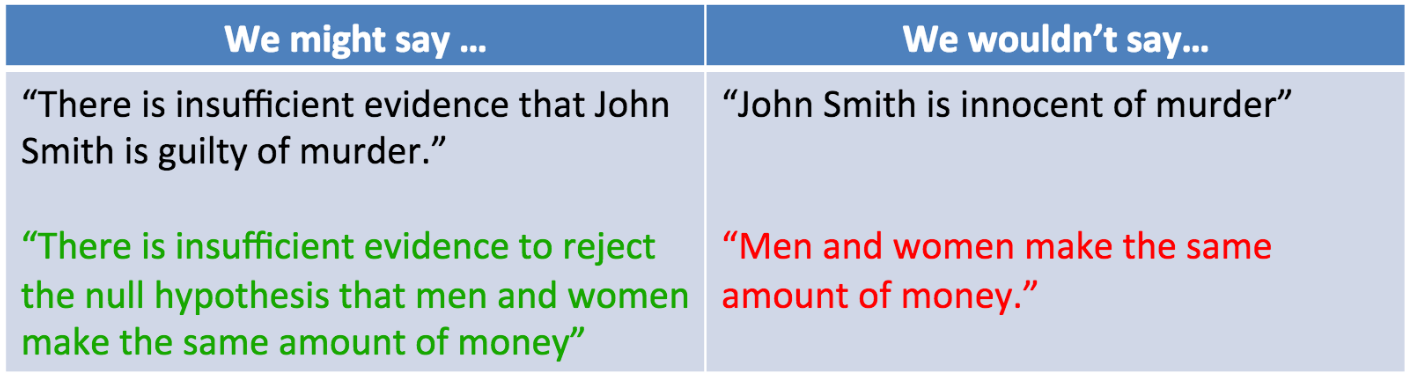 We might say …
We wouldn’t say…
“There is insufficient evidence that John
Smith is guilty of murder.”
“John Smith is innocent of murder”
“There is insufficient evidence to reject
the null hypothesis that men and women
make the same amount of money”
“Men and women make the same
amount of money.”